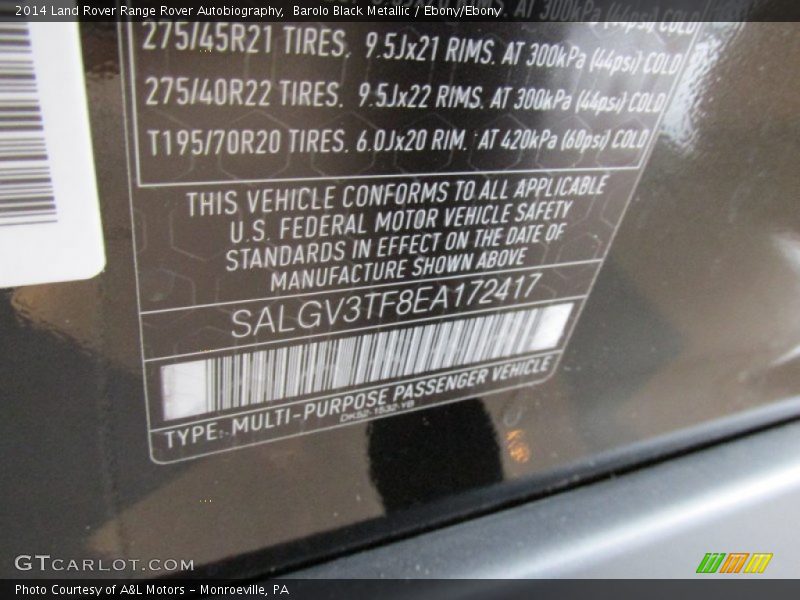 2014 Land Rover Range Rover Autobiography, Barolo Black Metallic / Ebony/Ebony
275/45R21 TIRES. 9.5Jx21 RIMS. AT 300kPa (44psi) COLD
275/40R22 TIRES. 9.5Jx22 RIMS. AT 300kPa (44psi) COLD
T195/70R20 TIRES. 6.0Jx20 RIM. AT 420kPa (60psi) COLD
THIS VEHICLE CONFORMS TO ALL APPLICABLE
U.S. FEDERAL MOTOR VEHICLE SAFETY
STANDARDS IN EFFECT ON THE DATE OF
MANUFACTURE SHOWN ABOVE
SALGV3TF8EA172417
TYPE: MULTI-PURPOSE PASSENGER VEHICLE
DK52-1532-YB
GTCARLOT.COM
Photo Courtesy of A&L Motors - Monroeville, PA